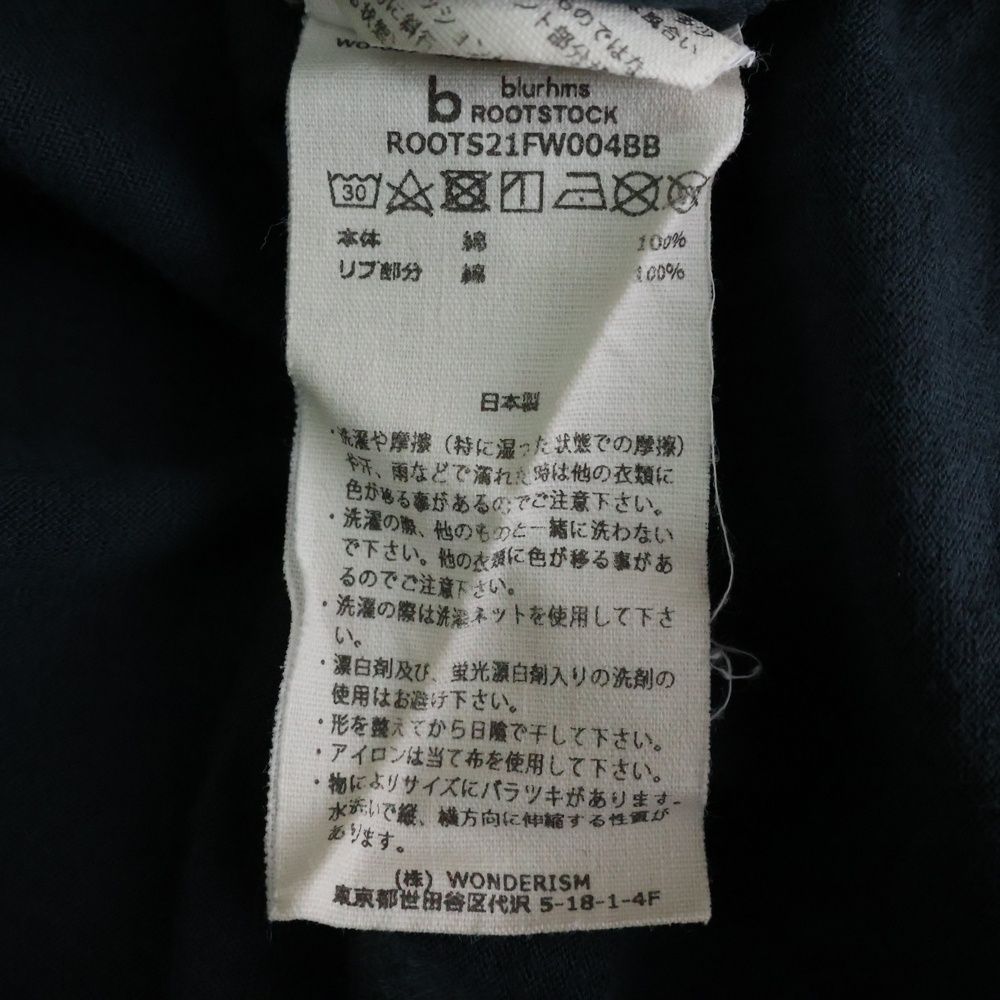 ものではな
風合い
ント部分
b blurhms
ROOTSTOCK
ROOTS21FW004BB
30
本体 綿 100%
リブ部分 綿 100%
日本製
・洗濯や摩擦（特に湿った状態での摩擦）
や汗、雨などで濡れた時は他の衣類に
色が移る事があるのでご注意下さい。
・洗濯の際、他のものと一緒に洗わない
で下さい。他の衣類に色が移る事があ
るのでご注意下さい。
・洗濯の際は洗濯ネットを使用して下さ
い。
・漂白剤及び、蛍光漂白剤入りの洗剤の
使用はお避け下さい。
・形を整えてから日陰で干して下さい。
・アイロンは当て布を使用して下さい。
・物によりサイズにバラツキがあります。
水洗いで縦、横方向に伸縮する性質が
あります。
(株) WONDERISM
東京都世田谷区代沢 5-18-1-4F